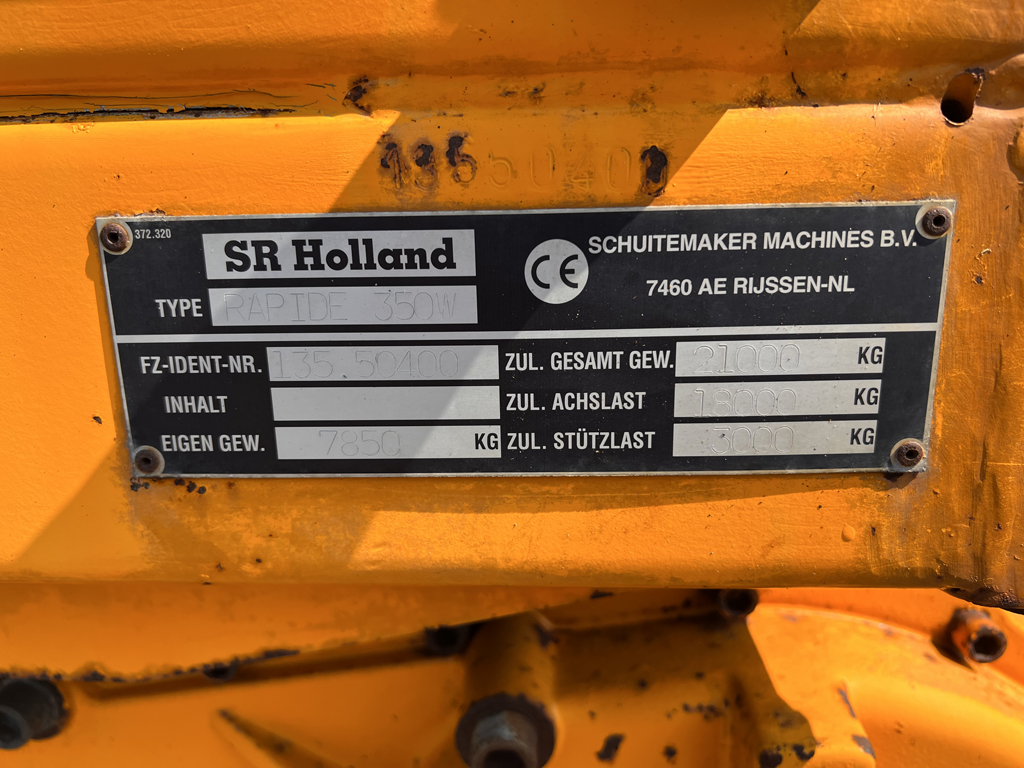 13550400
372.320
SR Holland
CE
SCHUITEMAKER MACHINES B.V.
7460 AE RIJSSEN-NL
TYPE RAPIDE 350W
FZ-IDENT-NR. 135.50400 ZUL. GESAMT GEW. 21000 KG
INHALT ZUL. ACHSLAST 18000 KG
EIGEN GEW. 7850 KG ZUL. STÜTZLAST 3000 KG